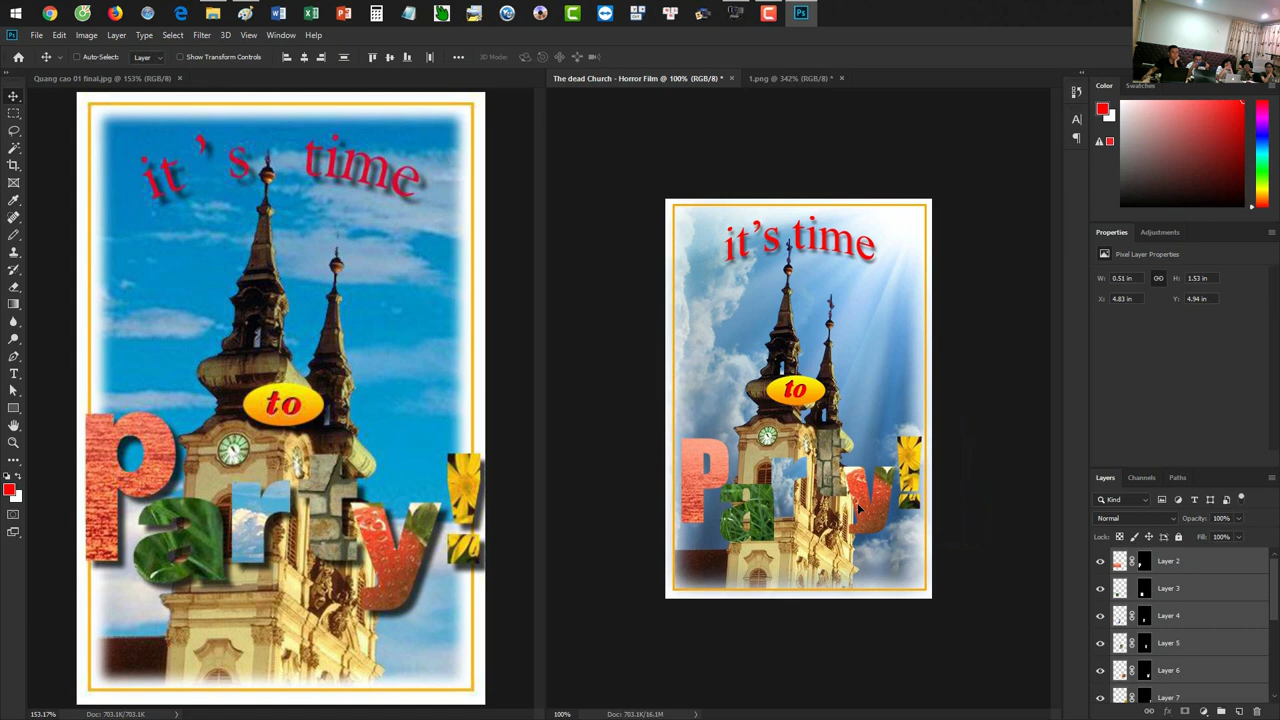 File Edit Image Layer Type Select Filter 3D View Window Help
Auto-Select: Layer Show Transform Controls 3D Mode:
Quang cao 01 final.jpg @ 153% (RGB/8) ×
The dead Church - Horror Film @ 100% (RGB/8) * × 1.png @ 342% (RGB/8) * ×
it ' s time
to
Party!
153.17% Doc: 703.1K/703.1K
it's time
to
Party!
100% Doc: 703.1K/16.1M
Color Swatches
Properties Adjustments
Pixel Layer Properties
W: 0.51 in H: 1.53 in
X: 4.83 in Y: 4.94 in
Layers Channels Paths
Kind
Normal Opacity: 100%
Lock: Fill: 100%
Layer 2
Layer 3
Layer 4
Layer 5
Layer 6
Layer 7